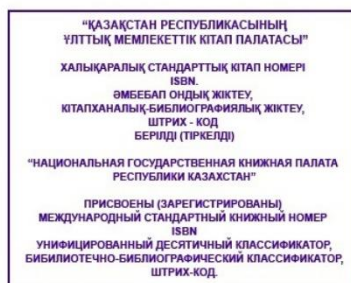 “ҚАЗАҚСТАН РЕСПУБЛИКАСЫНЫҢ
ҰЛТТЫҚ МЕМЛЕКЕТТІК КІТАП ПАЛАТАСЫ”
ХАЛЫҚАРАЛЫҚ СТАНДАРТТЫҚ КІТАП НОМЕРІ
ISBN.
ӘМБЕБАП ОНДЫҚ ЖІКТЕУ,
КІТАПХАНАЛЫҚ-БИБЛИОГРАФИЯЛЫҚ ЖІКТЕУ,
ШТРИХ - КОД
БЕРІЛДІ (ТІРКЕЛДІ)
“НАЦИОНАЛЬНАЯ ГОСУДАРСТВЕННАЯ КНИЖНАЯ ПАЛАТА
РЕСПУБЛИКИ КАЗАХСТАН”
ПРИСВОЕНЫ (ЗАРЕГИСТРИРОВАНЫ)
МЕЖДУНАРОДНЫЙ СТАНДАРТНЫЙ КНИЖНЫЙ НОМЕР
ISBN
УНИФИЦИРОВАННЫЙ ДЕСЯТИЧНЫЙ КЛАССИФИКАТОР,
БИБИЛИОТЕЧНО-БИБЛИОГРАФИЧЕСКИЙ КЛАССИФИКАТОР,
ШТРИХ-КОД.